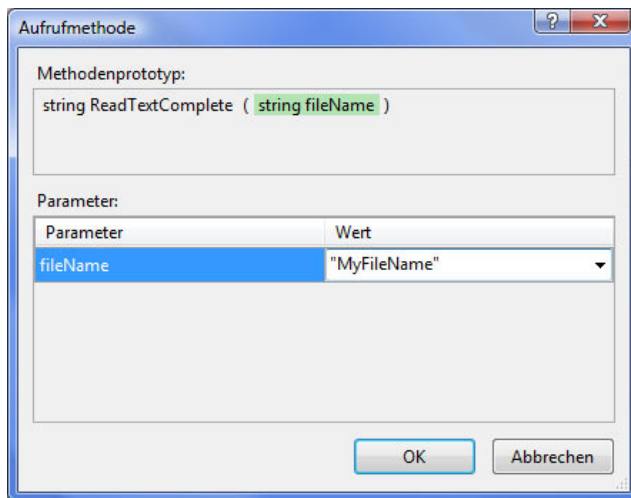 Aufrufmethode
Methodenprototyp:
string ReadTextComplete ( string fileName )
Parameter:
Parameter Wert
fileName "MyFileName"
OK Abbrechen